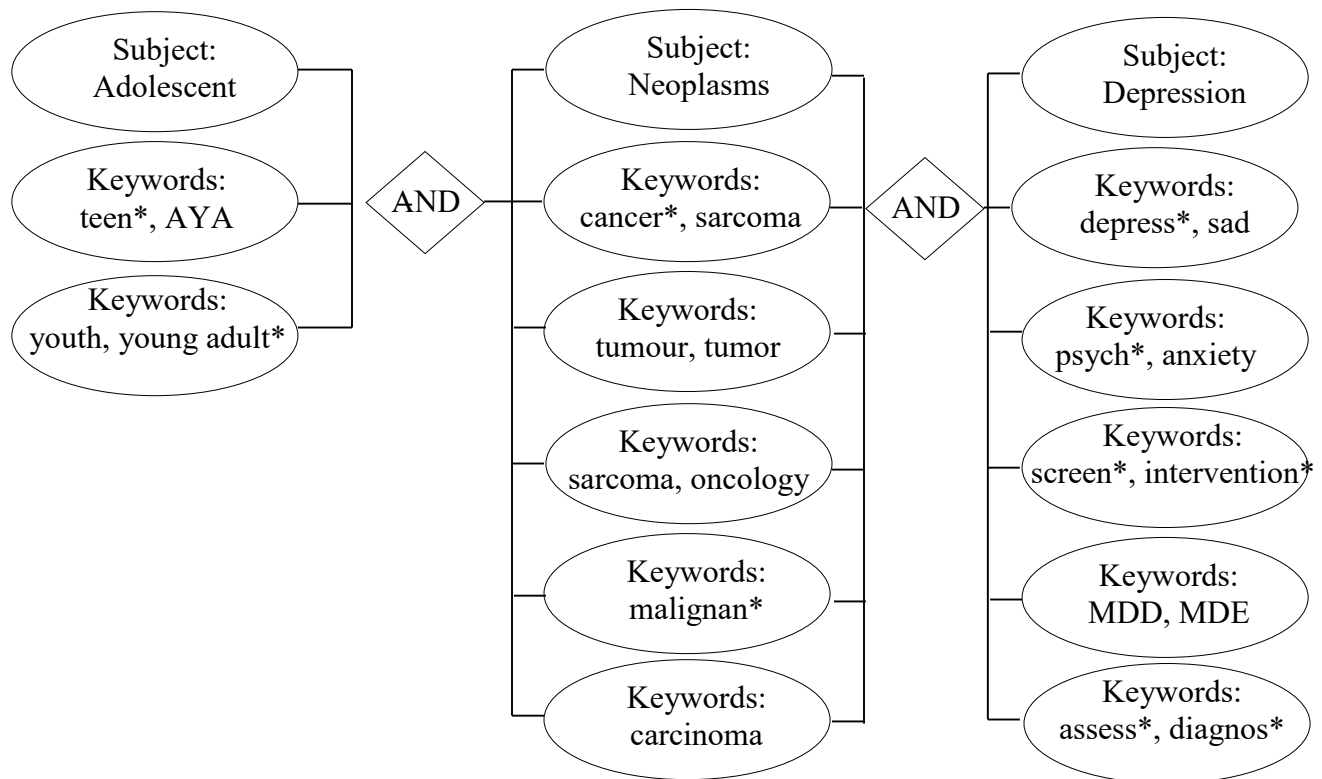 Subject:
Adolescent
Keywords:
teen*, AYA
Keywords:
youth, young adult*
AND
Subject:
Neoplasms
Keywords:
cancer*, sarcoma
Keywords:
tumour, tumor
Keywords:
sarcoma, oncology
Keywords:
malignan*
Keywords:
carcinoma
AND
Subject:
Depression
Keywords:
depress*, sad
Keywords:
psych*, anxiety
Keywords:
screen*, intervention*
Keywords:
MDD, MDE
Keywords:
assess*, diagnos*